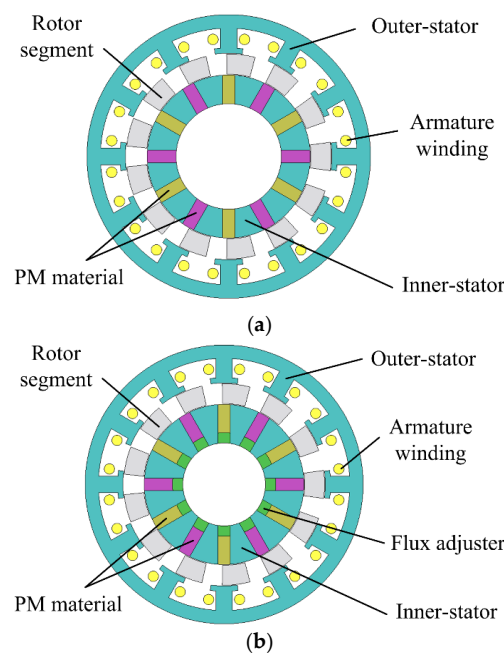 Rotor
segment
Outer-stator
Armature
winding
PM material
Inner-stator
(a)
Rotor
segment
Outer-stator
Armature
winding
Flux adjuster
PM material
Inner-stator
(b)